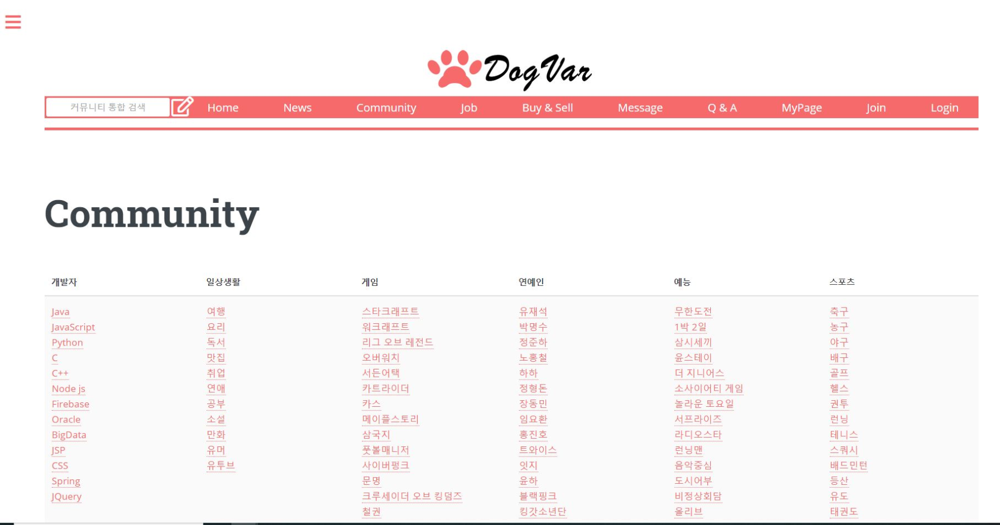 DogVar
커뮤니티 통합 검색 Home News Community Job Buy & Sell Message Q & A MyPage Join Login
Community
개발자 일상생활 게임 연예인 예능 스포츠
Java 여행 스타크래프트 유재석 무한도전 축구
JavaScript 요리 워크래프트 박명수 1박 2일 농구
Python 독서 리그 오브 레전드 정준하 삼시세끼 야구
C 맛집 오버워치 노홍철 윤스테이 배구
C++ 취업 서든어택 하하 더 지니어스 골프
Node js 연애 카트라이더 정형돈 소사이어티 게임 헬스
Firebase 공부 카스 장동민 놀라운 토요일 권투
Oracle 소설 메이플스토리 임요환 서프라이즈 런닝
BigData 만화 삼국지 홍진호 라디오스타 테니스
JSP 유머 풋볼매니저 트와이스 런닝맨 스쿼시
CSS 유투브 사이버펑크 잇지 음악중심 배드민턴
Spring 문명 윤하 도시어부 등산
JQuery 크루세이더 오브 킹덤즈 블랙핑크 비정상회담 유도
철권 킹갓소년단 올리브 태권도